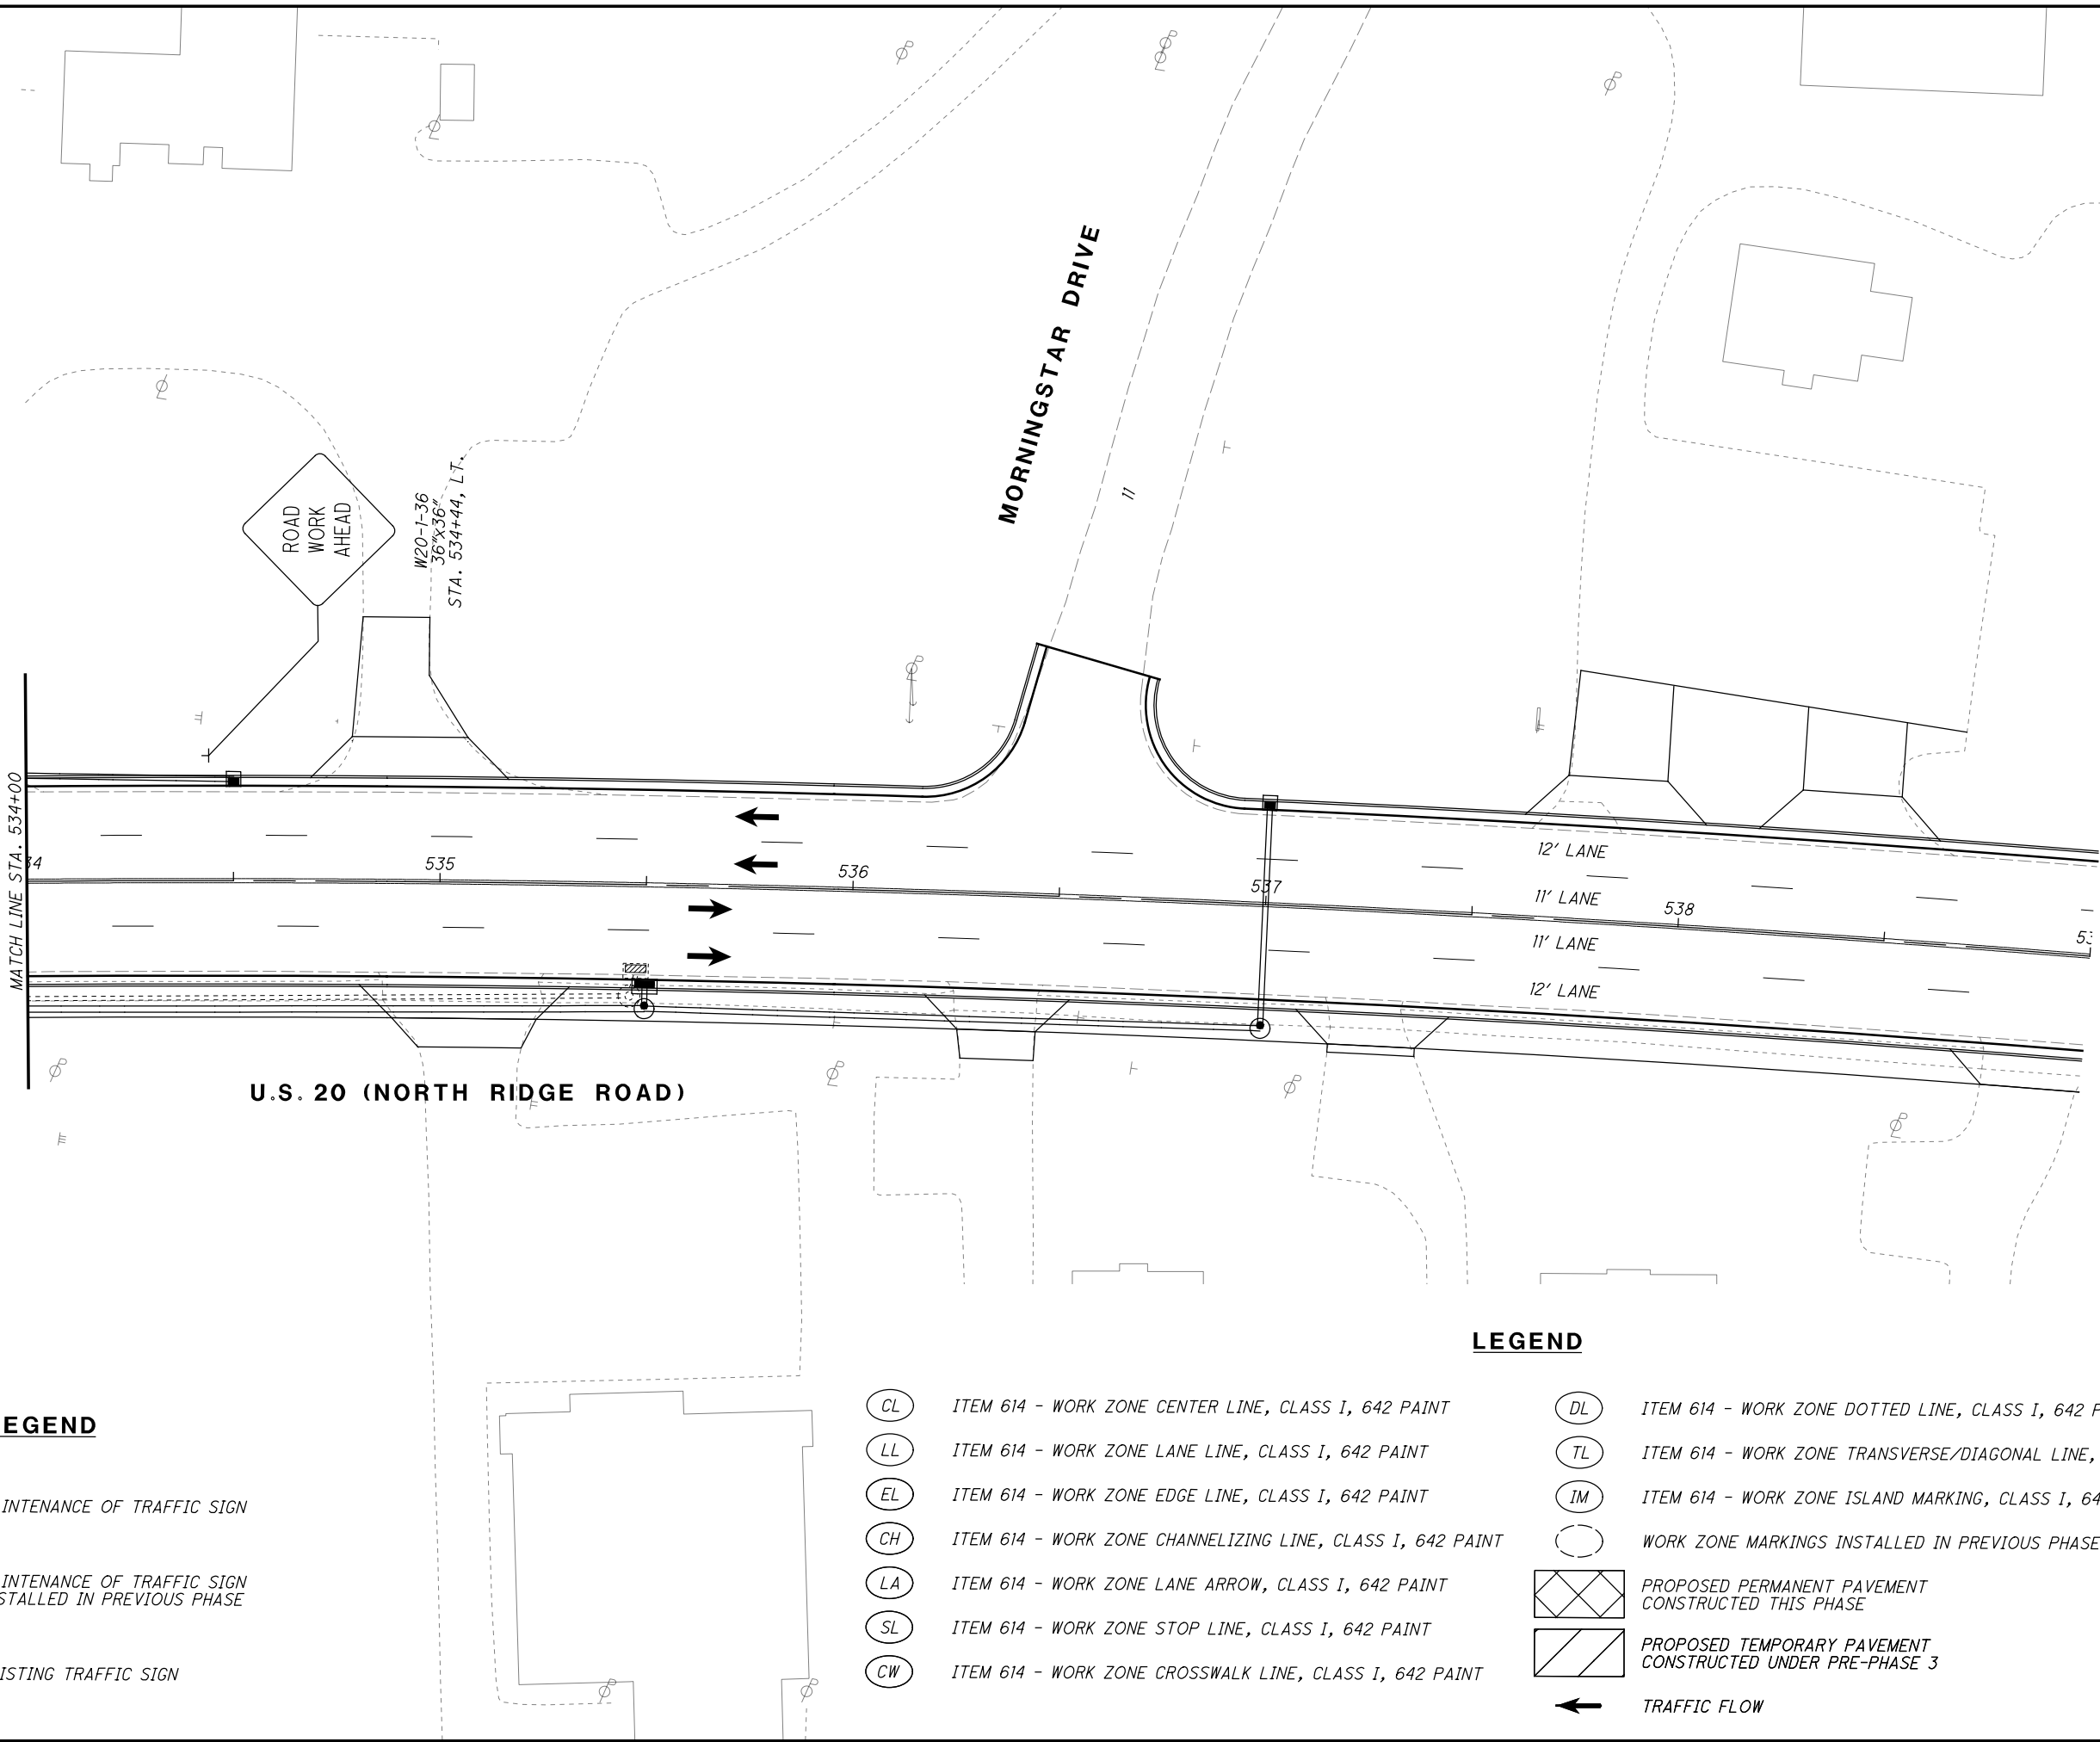 MORNINGSTAR DRIVE
11
ROAD
WORK
AHEAD
W20-1-36
36"x36"
STA. 534+44, LT.
MATCH LINE STA. 534+00
34
535
536
537
538
53
12' LANE
11' LANE
11' LANE
12' LANE
U.S. 20 (NORTH RIDGE ROAD)
EGEND
INTENANCE OF TRAFFIC SIGN
INTENANCE OF TRAFFIC SIGN
STALLED IN PREVIOUS PHASE
ISTING TRAFFIC SIGN
LEGEND
CL ITEM 614 - WORK ZONE CENTER LINE, CLASS I, 642 PAINT
LL ITEM 614 - WORK ZONE LANE LINE, CLASS I, 642 PAINT
EL ITEM 614 - WORK ZONE EDGE LINE, CLASS I, 642 PAINT
CH ITEM 614 - WORK ZONE CHANNELIZING LINE, CLASS I, 642 PAINT
LA ITEM 614 - WORK ZONE LANE ARROW, CLASS I, 642 PAINT
SL ITEM 614 - WORK ZONE STOP LINE, CLASS I, 642 PAINT
CW ITEM 614 - WORK ZONE CROSSWALK LINE, CLASS I, 642 PAINT
DL ITEM 614 - WORK ZONE DOTTED LINE, CLASS I, 642 P
TL ITEM 614 - WORK ZONE TRANSVERSE/DIAGONAL LINE,
IM ITEM 614 - WORK ZONE ISLAND MARKING, CLASS I, 64
WORK ZONE MARKINGS INSTALLED IN PREVIOUS PHASE
PROPOSED PERMANENT PAVEMENT
CONSTRUCTED THIS PHASE
PROPOSED TEMPORARY PAVEMENT
CONSTRUCTED UNDER PRE-PHASE 3
TRAFFIC FLOW